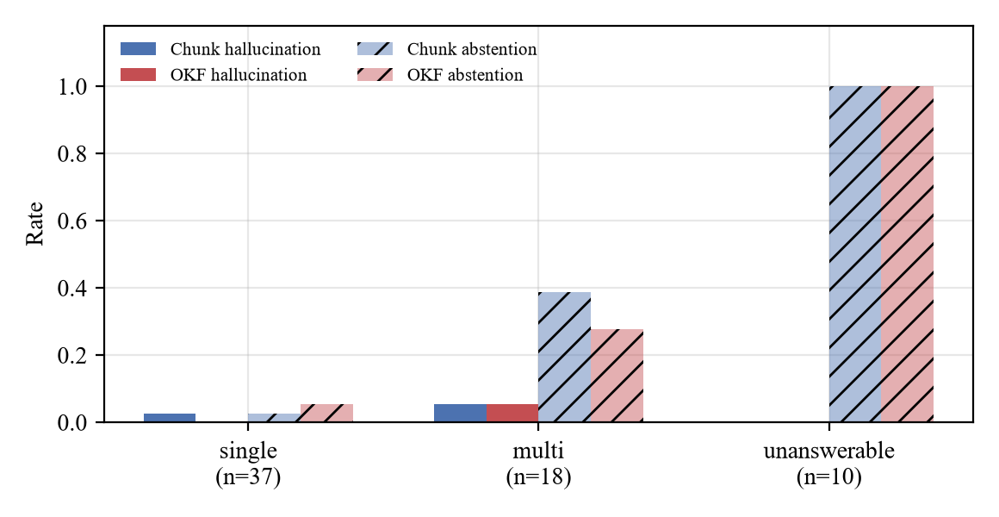 Chunk hallucination
OKF hallucination
Chunk abstention
OKF abstention
Rate
1.0
0.8
0.6
0.4
0.2
0.0
single
(n=37)
multi
(n=18)
unanswerable
(n=10)